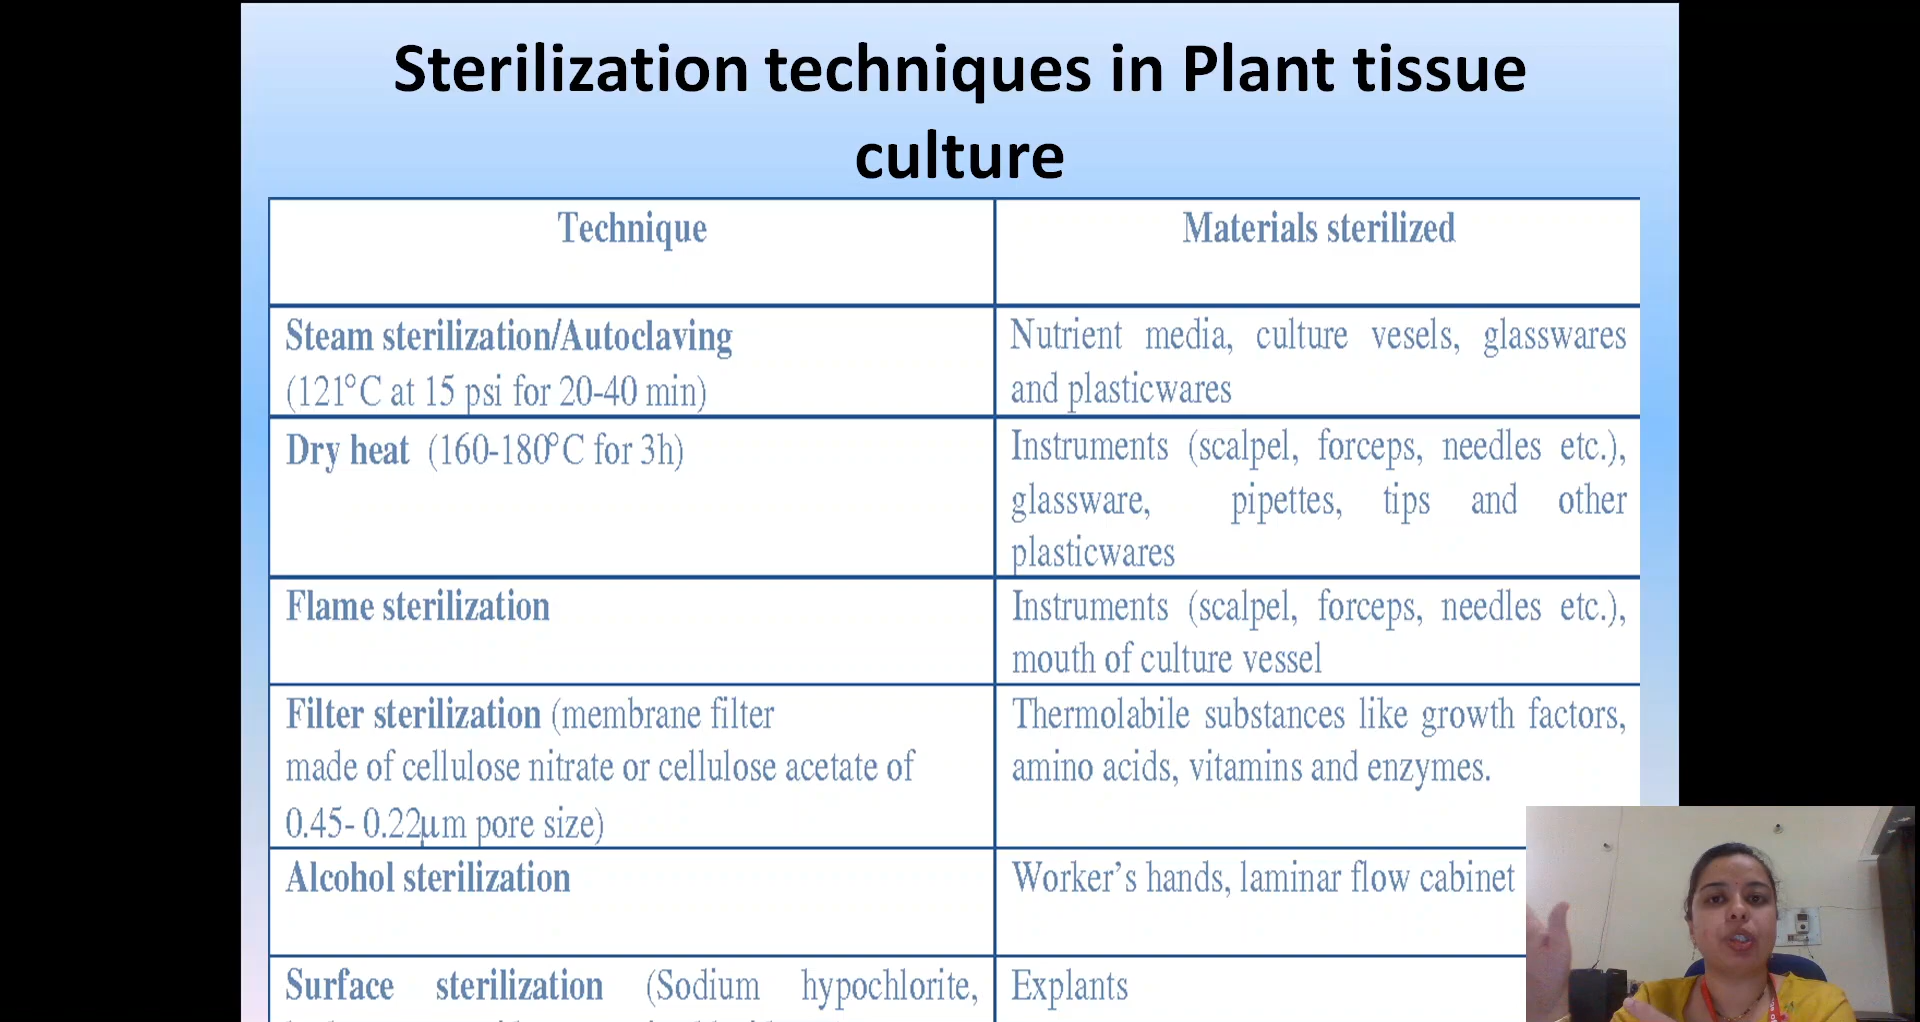 Sterilization techniques in Plant tissue
culture
Technique
Materials sterilized
Steam sterilization/Autoclaving
(121°C at 15 psi for 20-40 min)
Nutrient media, culture vesels, glasswares
and plasticwares
Dry heat (160-180°C for 3h)
Instruments (scalpel, forceps, needles etc.),
glassware, pipettes, tips and other
plasticwares
Flame sterilization
Instruments (scalpel, forceps, needles etc.),
mouth of culture vessel
Filter sterilization (membrane filter
made of cellulose nitrate or cellulose acetate of
0.45- 0.22µm pore size)
Thermolabile substances like growth factors,
amino acids, vitamins and enzymes.
Alcohol sterilization
Worker's hands, laminar flow cabinet
Surface sterilization (Sodium hypochlorite,
Explants